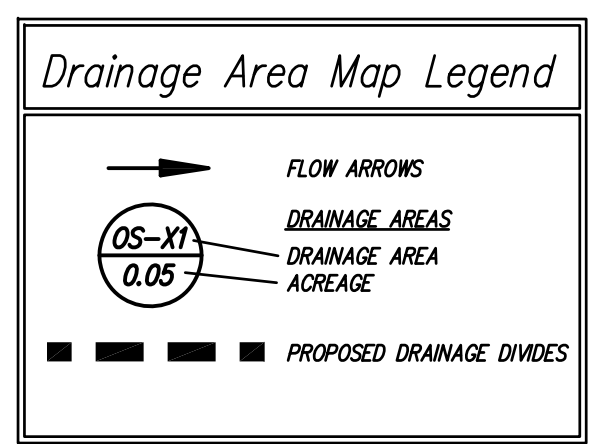 Drainage Area Map Legend
FLOW ARROWS
DRAINAGE AREAS
OS-X1
DRAINAGE AREA
0.05
ACREAGE
PROPOSED DRAINAGE DIVIDES